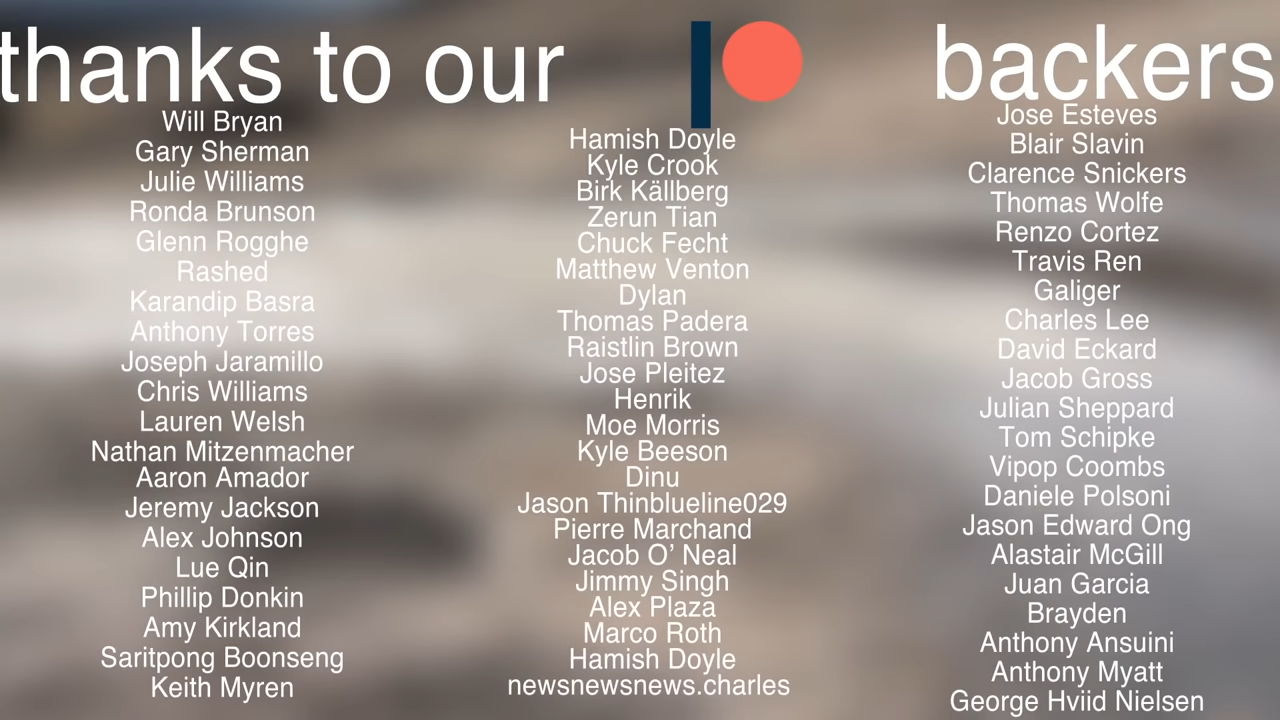 thanks to our backers
Will Bryan
Gary Sherman
Julie Williams
Ronda Brunson
Glenn Rogghe
Rashed
Karandip Basra
Anthony Torres
Joseph Jaramillo
Chris Williams
Lauren Welsh
Nathan Mitzenmacher
Aaron Amador
Jeremy Jackson
Alex Johnson
Lue Qin
Phillip Donkin
Amy Kirkland
Saritpong Boonseng
Keith Myren
Hamish Doyle
Kyle Crook
Birk Källberg
Zerun Tian
Chuck Fecht
Matthew Venton
Dylan
Thomas Padera
Raistlin Brown
Jose Pleitez
Henrik
Moe Morris
Kyle Beeson
Dinu
Jason Thinblueline029
Pierre Marchand
Jacob O’ Neal
Jimmy Singh
Alex Plaza
Marco Roth
Hamish Doyle
newsnewsnews.charles
Jose Esteves
Blair Slavin
Clarence Snickers
Thomas Wolfe
Renzo Cortez
Travis Ren
Galiger
Charles Lee
David Eckard
Jacob Gross
Julian Sheppard
Tom Schipke
Vipop Coombs
Daniele Polsoni
Jason Edward Ong
Alastair McGill
Juan Garcia
Brayden
Anthony Ansuini
Anthony Myatt
George Hviid Nielsen